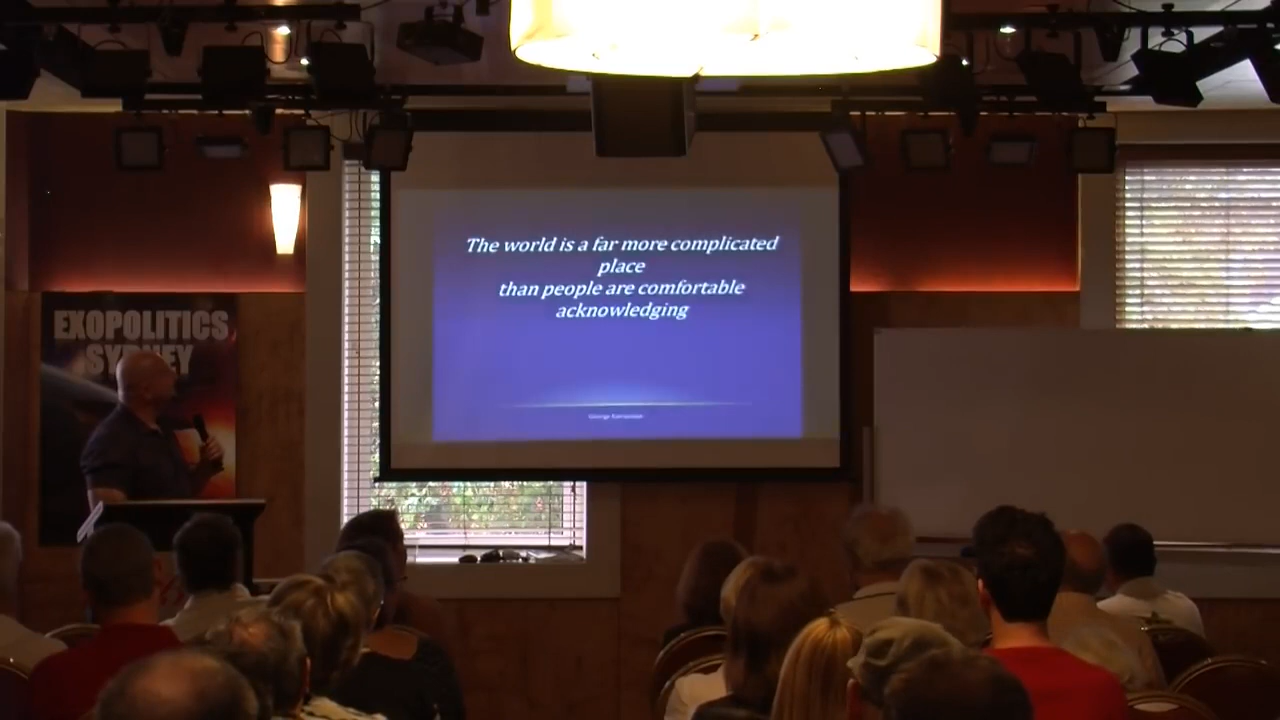 The world is a far more complicated
place
than people are comfortable
acknowledging
EXOPOLITICS
SYDNEY